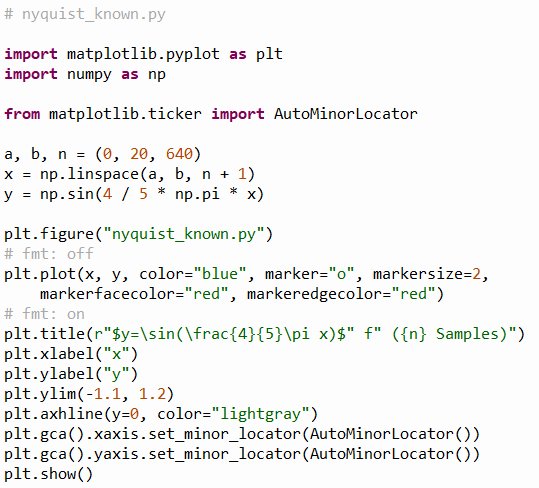 # nyquist_known.py
import matplotlib.pyplot as plt
import numpy as np
from matplotlib.ticker import AutoMinorLocator
a, b, n = (0, 20, 640)
x = np.linspace(a, b, n + 1)
y = np.sin(4 / 5 * np.pi * x)
plt.figure("nyquist_known.py")
# fmt: off
plt.plot(x, y, color="blue", marker="o", markersize=2,
    markerfacecolor="red", markeredgecolor="red")
# fmt: on
plt.title(r"$y=\sin(\frac{4}{5}\pi x)$" f" ({n} Samples)")
plt.xlabel("x")
plt.ylabel("y")
plt.ylim(-1.1, 1.2)
plt.axhline(y=0, color="lightgray")
plt.gca().xaxis.set_minor_locator(AutoMinorLocator())
plt.gca().yaxis.set_minor_locator(AutoMinorLocator())
plt.show()